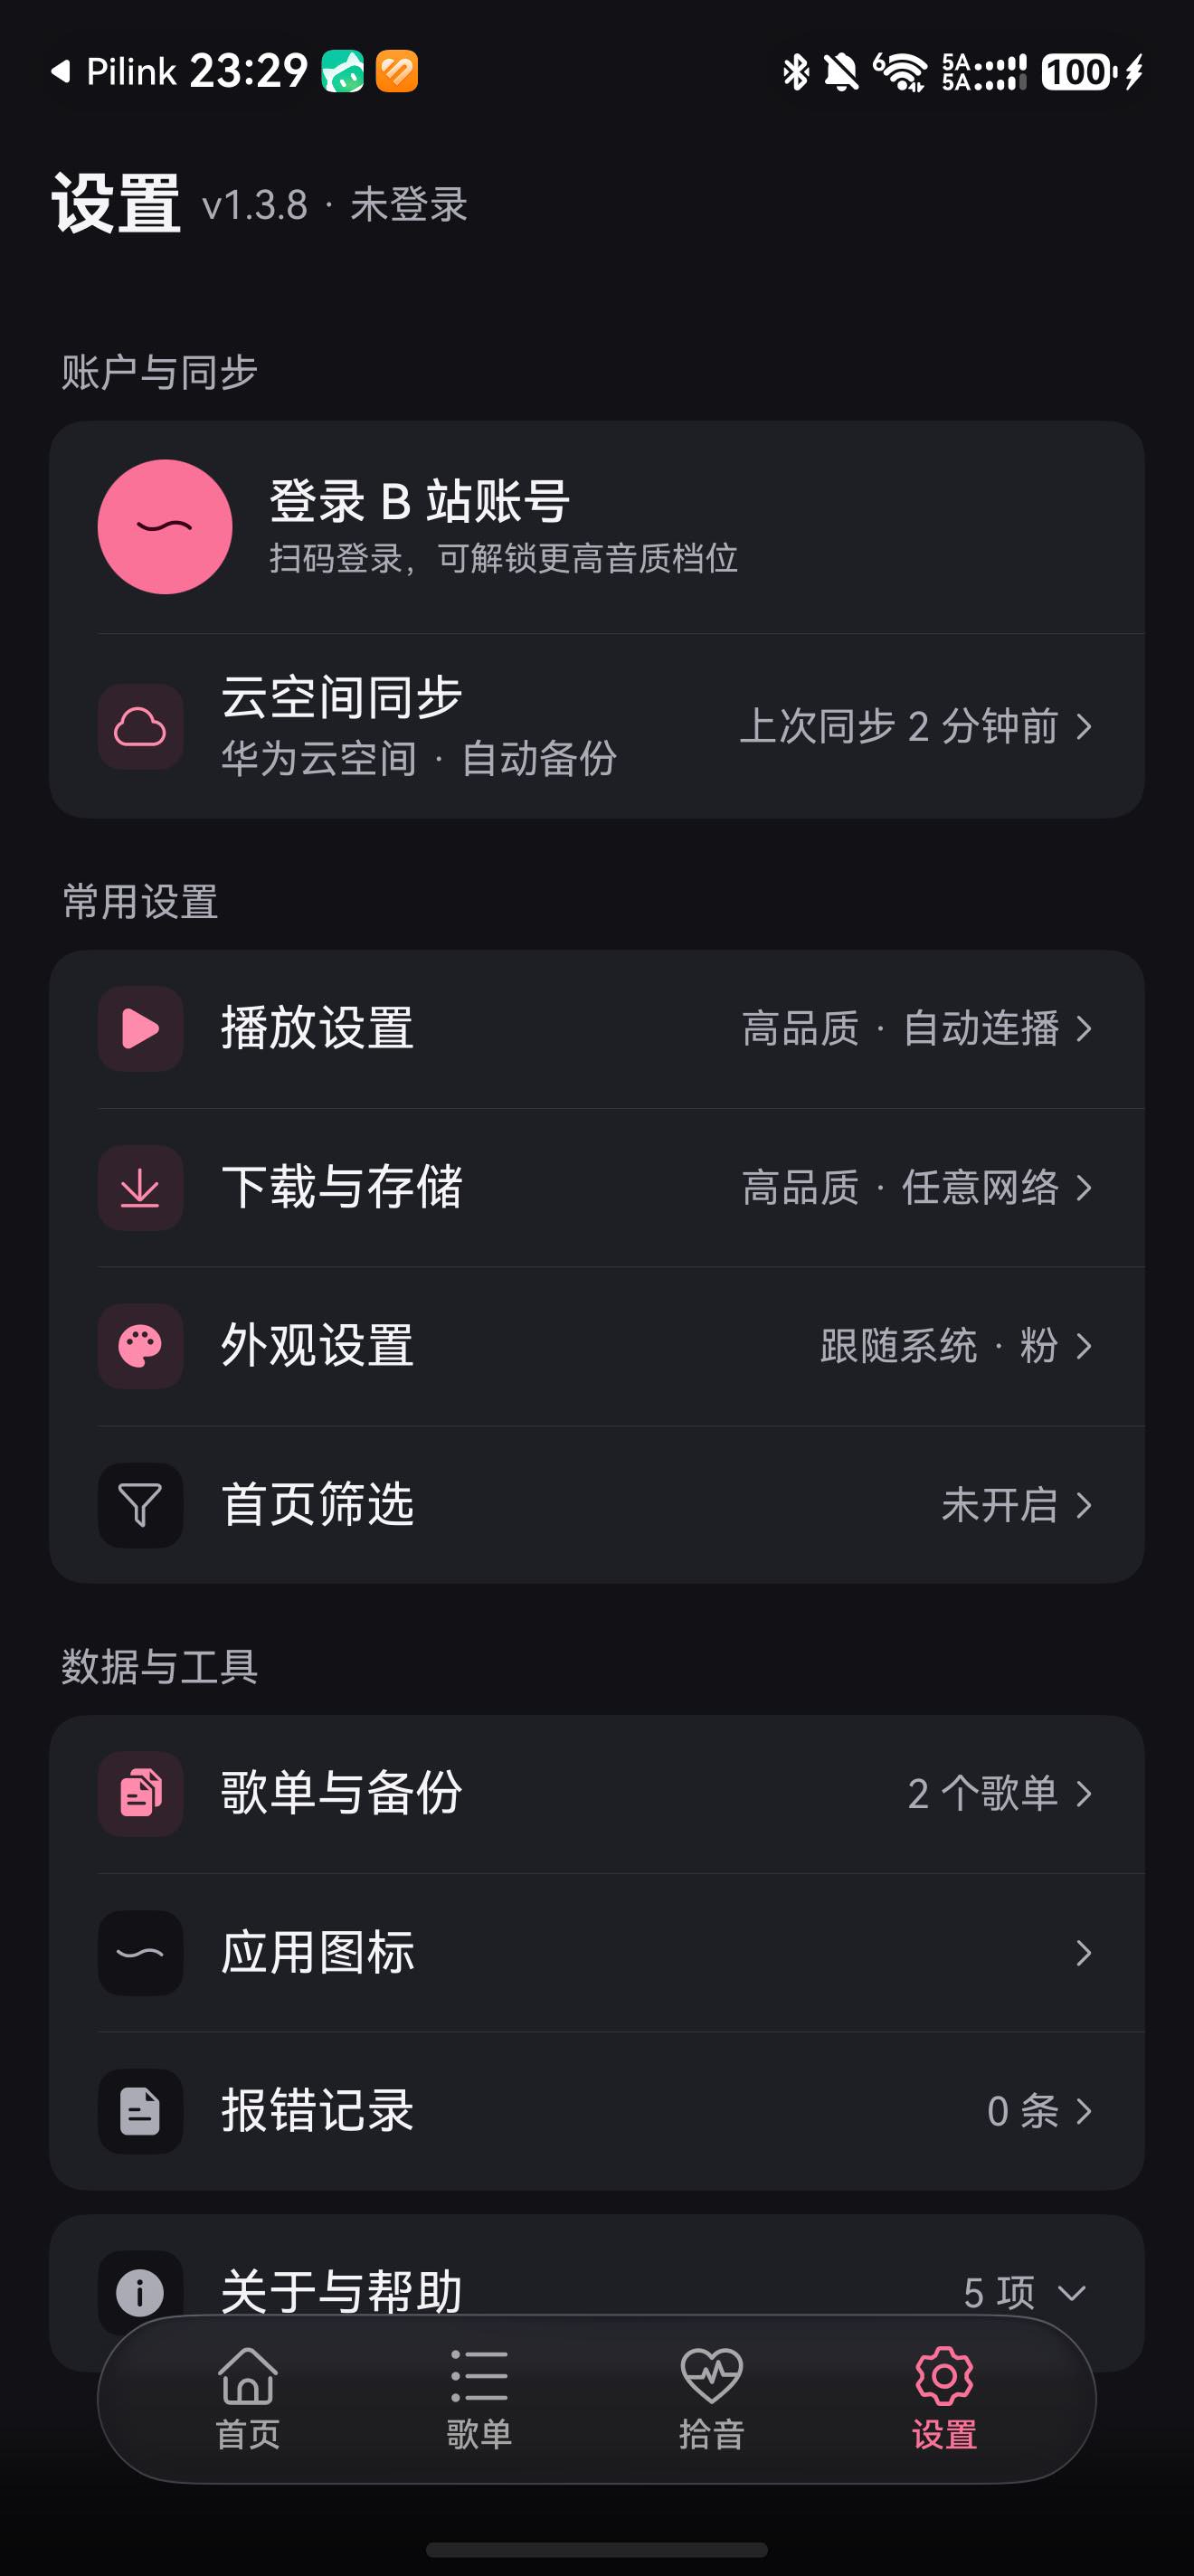 Pilink 23:29 6 5A 5A 100
设置 v1.3.8 · 未登录
账户与同步
登录 B 站账号
扫码登录，可解锁更高音质档位
云空间同步
华为云空间 · 自动备份
上次同步 2 分钟前
常用设置
播放设置 高品质 · 自动连播
下载与存储 高品质 · 任意网络
外观设置 跟随系统 · 粉
首页筛选 未开启
数据与工具
歌单与备份 2 个歌单
应用图标
报错记录 0 条
关于与帮助 5 项
首页 歌单 拾音 设置